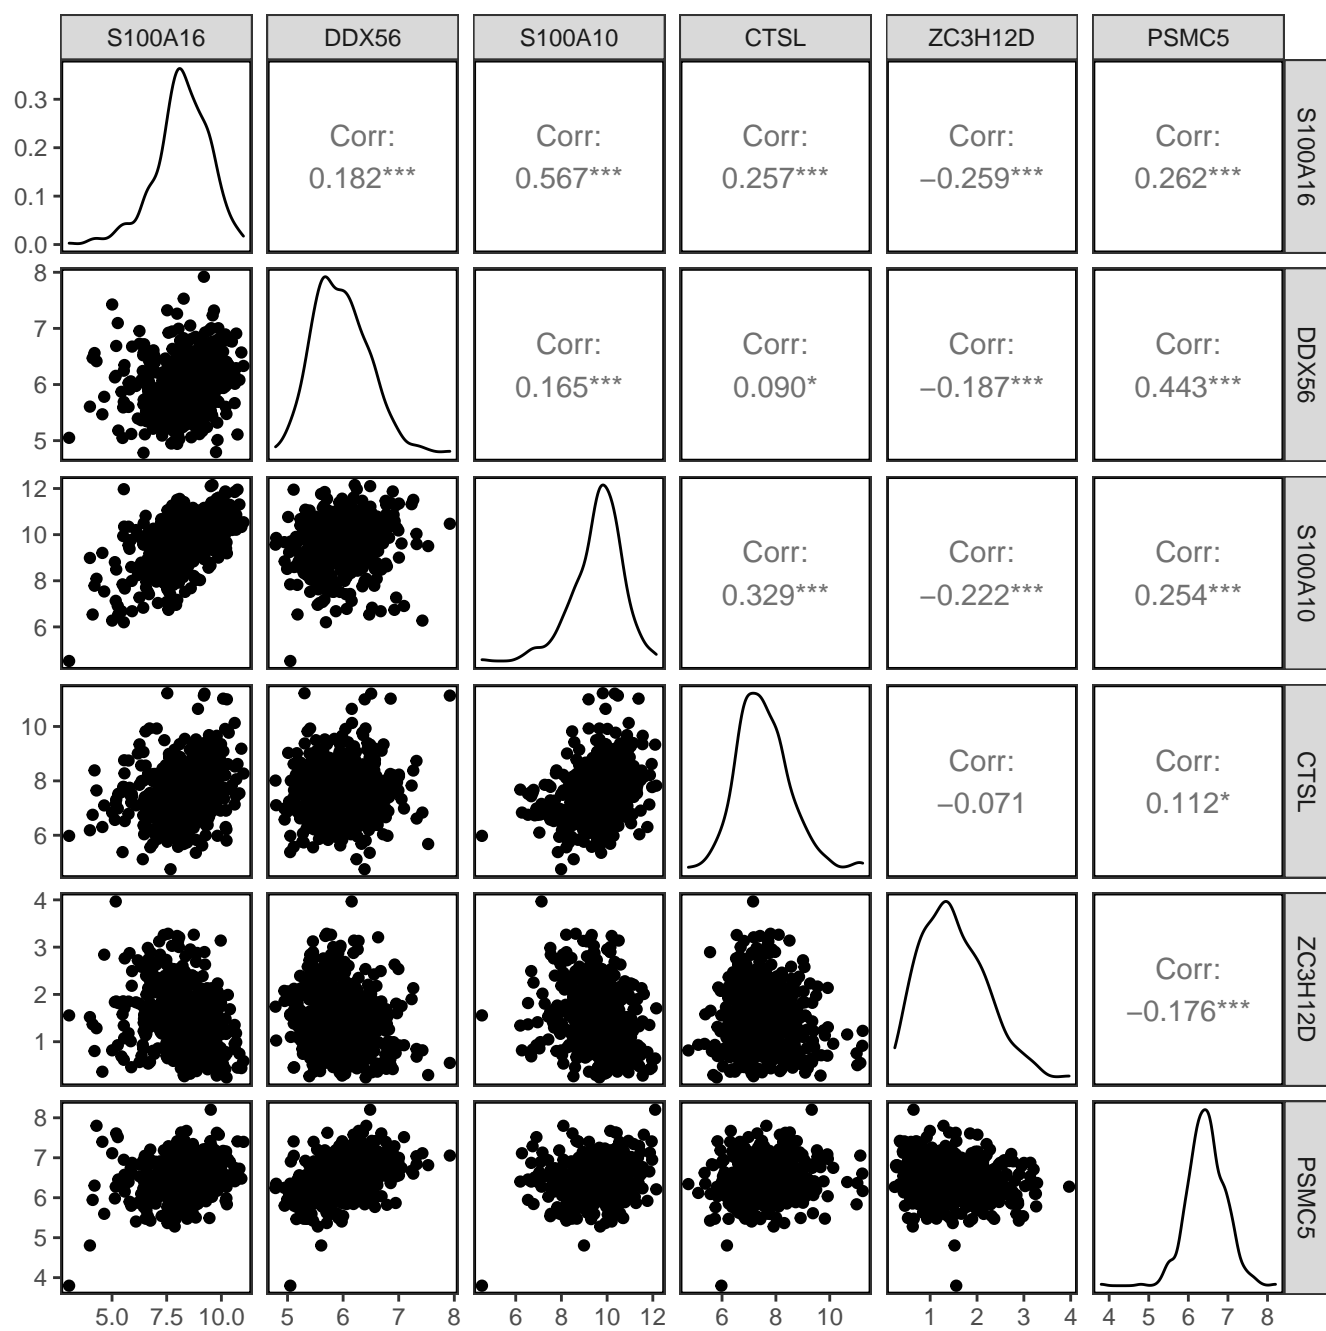 S100A16 DDX56 S100A10 CTSL ZC3H12D PSMC5
0.3
0.2
0.1
0.0
Corr:
0.182***
Corr:
0.567***
Corr:
0.257***
Corr:
−0.259***
Corr:
0.262***
S100A16
8
7
6
5
Corr:
0.165***
Corr:
0.090*
Corr:
−0.187***
Corr:
0.443***
DDX56
12
10
8
6
Corr:
0.329***
Corr:
−0.222***
Corr:
0.254***
S100A10
10
8
6
Corr:
−0.071
Corr:
0.112*
CTSL
4
3
2
1
Corr:
−0.176***
ZC3H12D
8
7
6
5
4
PSMC5
5.0 7.5 10.0 5 6 7 8 6 8 10 12 6 8 10 1 2 3 4 4 5 6 7 8